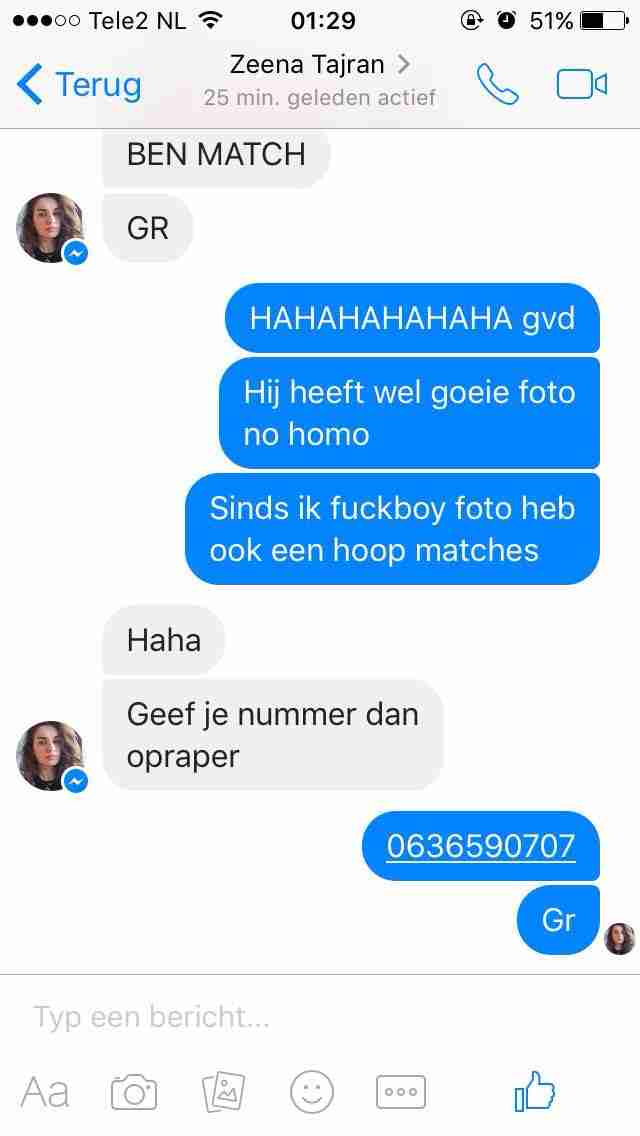 Tele2 NL 01:29 51%
Terug
Zeena Tajran
25 min. geleden actief
BEN MATCH
GR
HAHAHAHAHAHA gvd
Hij heeft wel goeie foto
no homo
Sinds ik fuckboy foto heb
ook een hoop matches
Haha
Geef je nummer dan
opraper
0636590707
Gr
Typ een bericht...
Aa